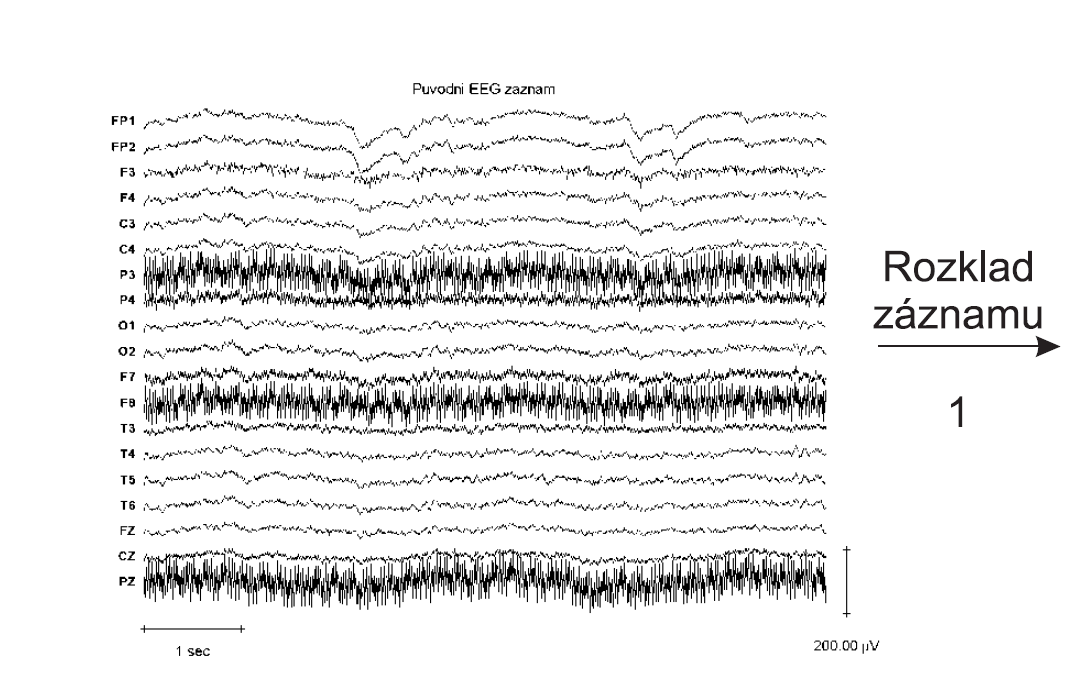 Puvodni EEG zaznam
FP1
FP2
F3
F4
C3
C4
P3
P4
O1
O2
F7
F8
T3
T4
T5
T6
FZ
CZ
PZ
1 sec
200.00 µV
Rozklad
záznamu
1